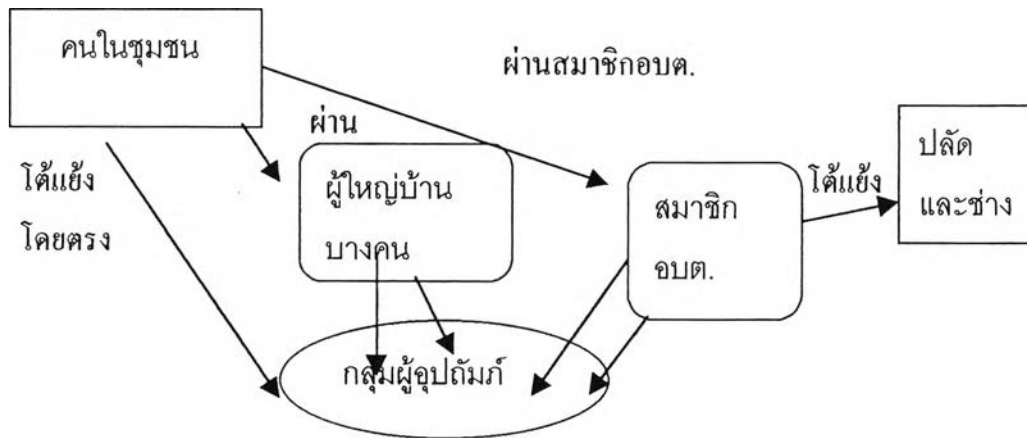 คนในชุมชน
ผ่านสมาชิกอบต.
ผ่าน
โต้แย้ง
โดยตรง
ผู้ใหญ่บ้าน
บางคน
สมาชิก
อบต.
โต้แย้ง
ปลัด
และช่าง
กลุ่มผู้อุปถัมภ์